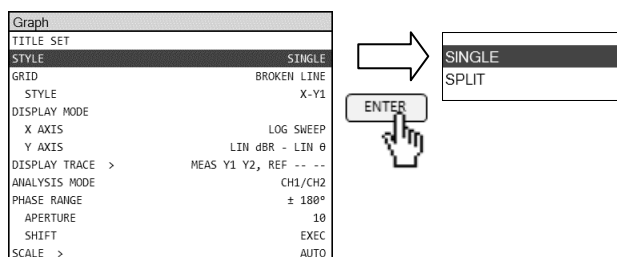 Graph
TITLE SET
STYLE SINGLE
GRID BROKEN LINE
STYLE X-Y1
DISPLAY MODE
X AXIS LOG SWEEP
Y AXIS LIN dBR - LIN θ
DISPLAY TRACE > MEAS Y1 Y2, REF -- --
ANALYSIS MODE CH1/CH2
PHASE RANGE ± 180°
APERTURE 10
SHIFT EXEC
SCALE > AUTO
ENTER
SINGLE
SPLIT